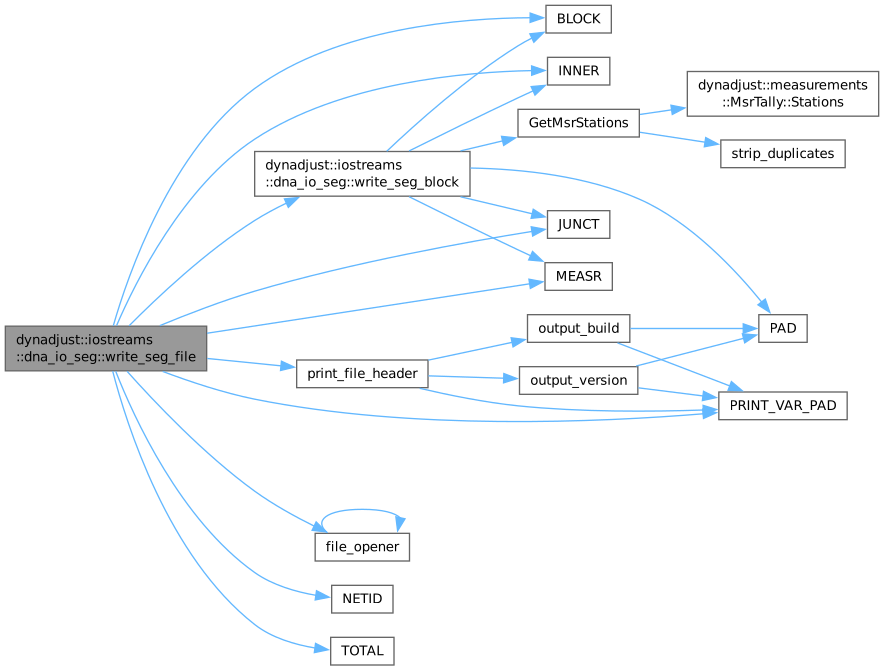 BLOCK
INNER
dynadjust::measurements
::MsrTally::Stations
GetMsrStations
strip_duplicates
dynadjust::iostreams
::dna_io_seg::write_seg_block
JUNCT
MEASR
output_build
PAD
dynadjust::iostreams
::dna_io_seg::write_seg_file
print_file_header
output_version
PRINT_VAR_PAD
file_opener
NETID
TOTAL